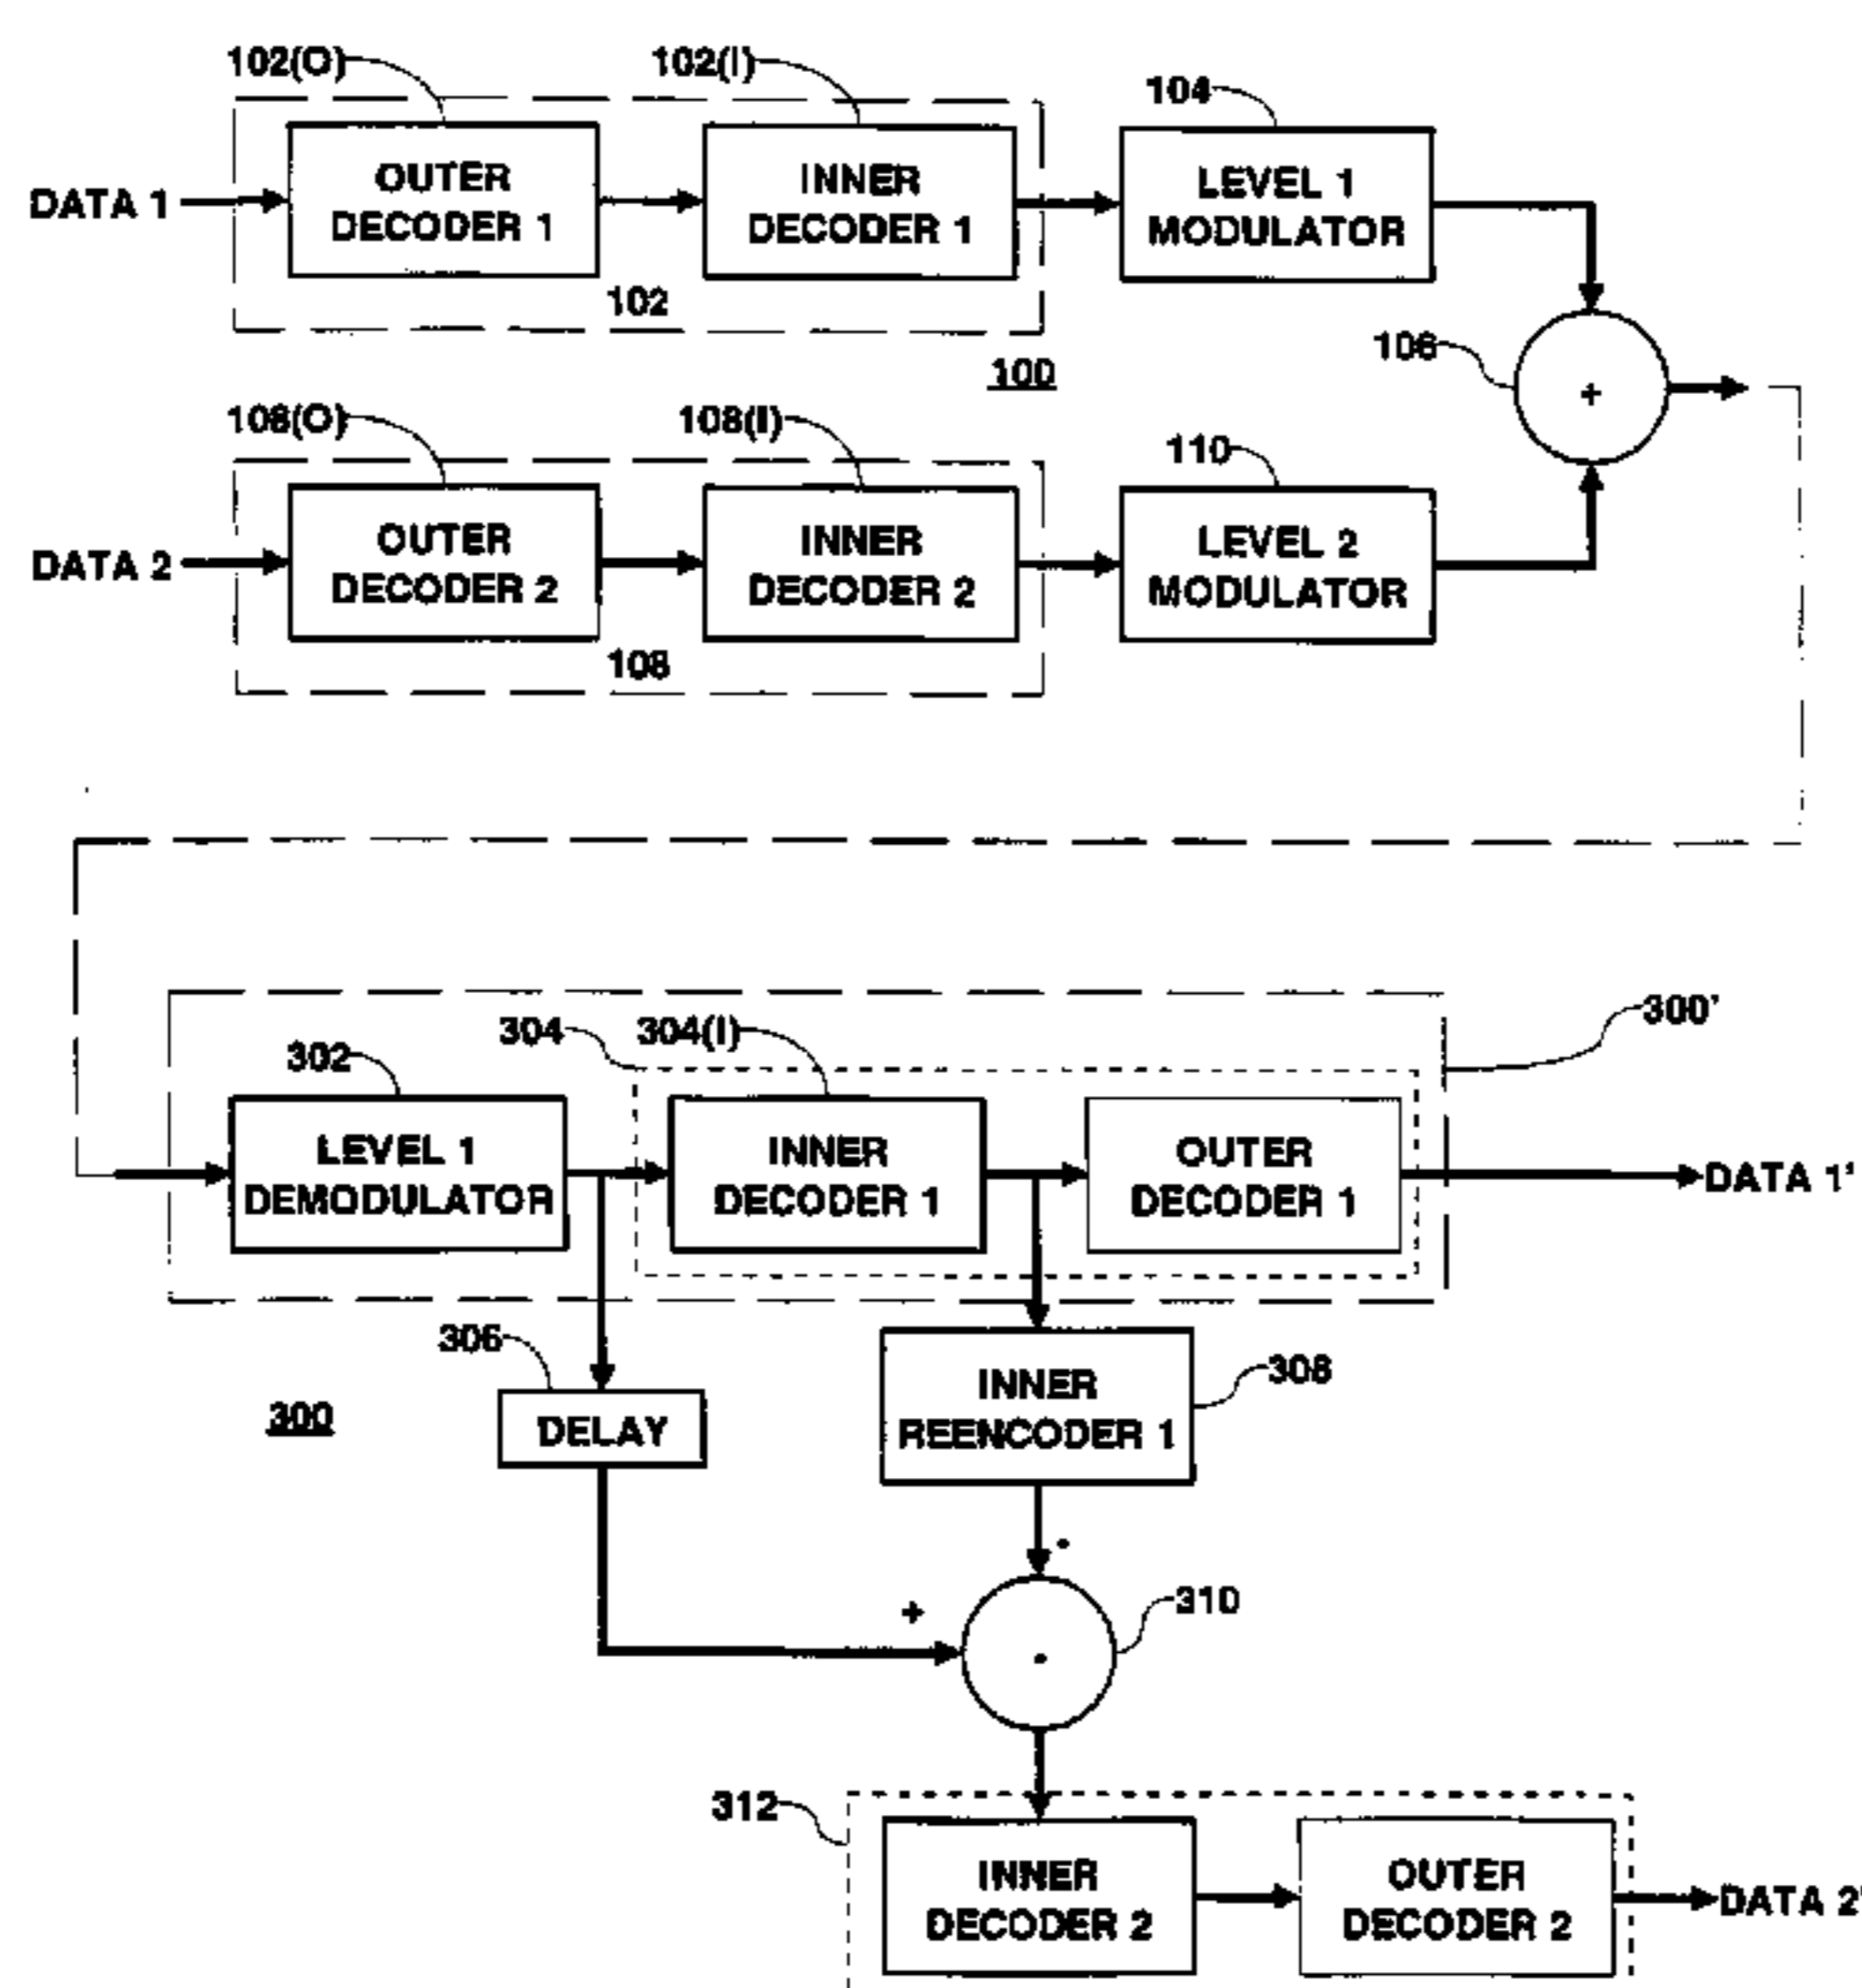 102(O)
102(I)
104
DATA 1
OUTER
DECODER 1
INNER
DECODER 1
LEVEL 1
MODULATOR
102
100
106
+
108(O)
108(I)
110
DATA 2
OUTER
DECODER 2
INNER
DECODER 2
LEVEL 2
MODULATOR
108
300'
304
304(I)
302
LEVEL 1
DEMODULATOR
INNER
DECODER 1
OUTER
DECODER 1
DATA 1'
306
308
300
DELAY
INNER
REENCODER 1
-
+
310
-
312
INNER
DECODER 2
OUTER
DECODER 2
DATA 2'